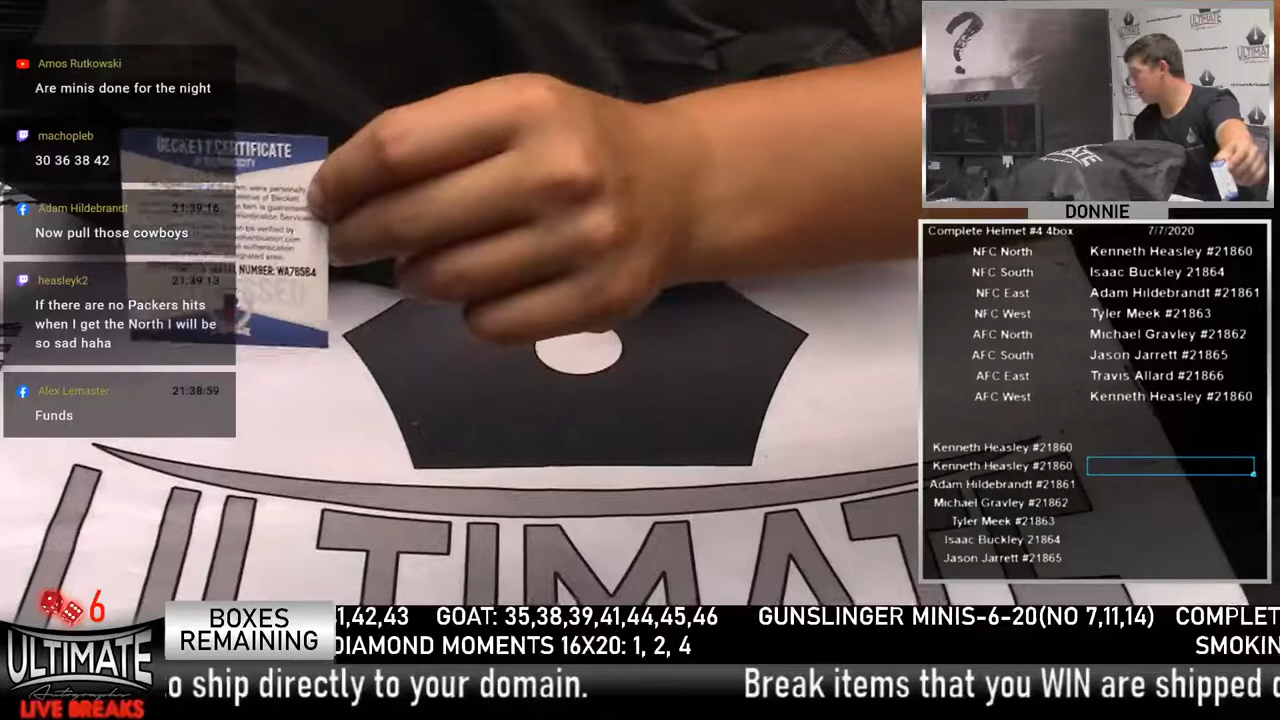 Amos Rutkowski
Are minis done for the night
machopleb
30 36 38 42
Adam Hildebrandt 21:39:16
Now pull those cowboys
heasleyk2 21:39:13
If there are no Packers hits
when I get the North I will be
so sad haha
Alex Lemaster 21:38:59
Funds
BECKETT CERTIFICATE
NUMBER: WA76584
ULTIMATE
ULTIMATE
DONNIE
Complete Helmet #4 4box 7/7/2020
NFC North Kenneth Heasley #21860
NFC South Isaac Buckley 21864
NFC East Adam Hildebrandt #21861
NFC West Tyler Meek #21863
AFC North Michael Gravley #21862
AFC South Jason Jarrett #21865
AFC East Travis Allard #21866
AFC West Kenneth Heasley #21860
Kenneth Heasley #21860
Kenneth Heasley #21860
Adam Hildebrandt #21861
Michael Gravley #21862
Tyler Meek #21863
Isaac Buckley 21864
Jason Jarrett #21865
ULTIMATE
6
ULTIMATE
Autographs
LIVE BREAKS
BOXES
REMAINING
41,42,43 GOAT: 35,38,39,41,44,45,46 GUNSLINGER MINIS-6-20(NO 7,11,14) COMPLET
DIAMOND MOMENTS 16X20: 1, 2, 4 SMOKIN
o ship directly to your domain. Break items that you WIN are shipped